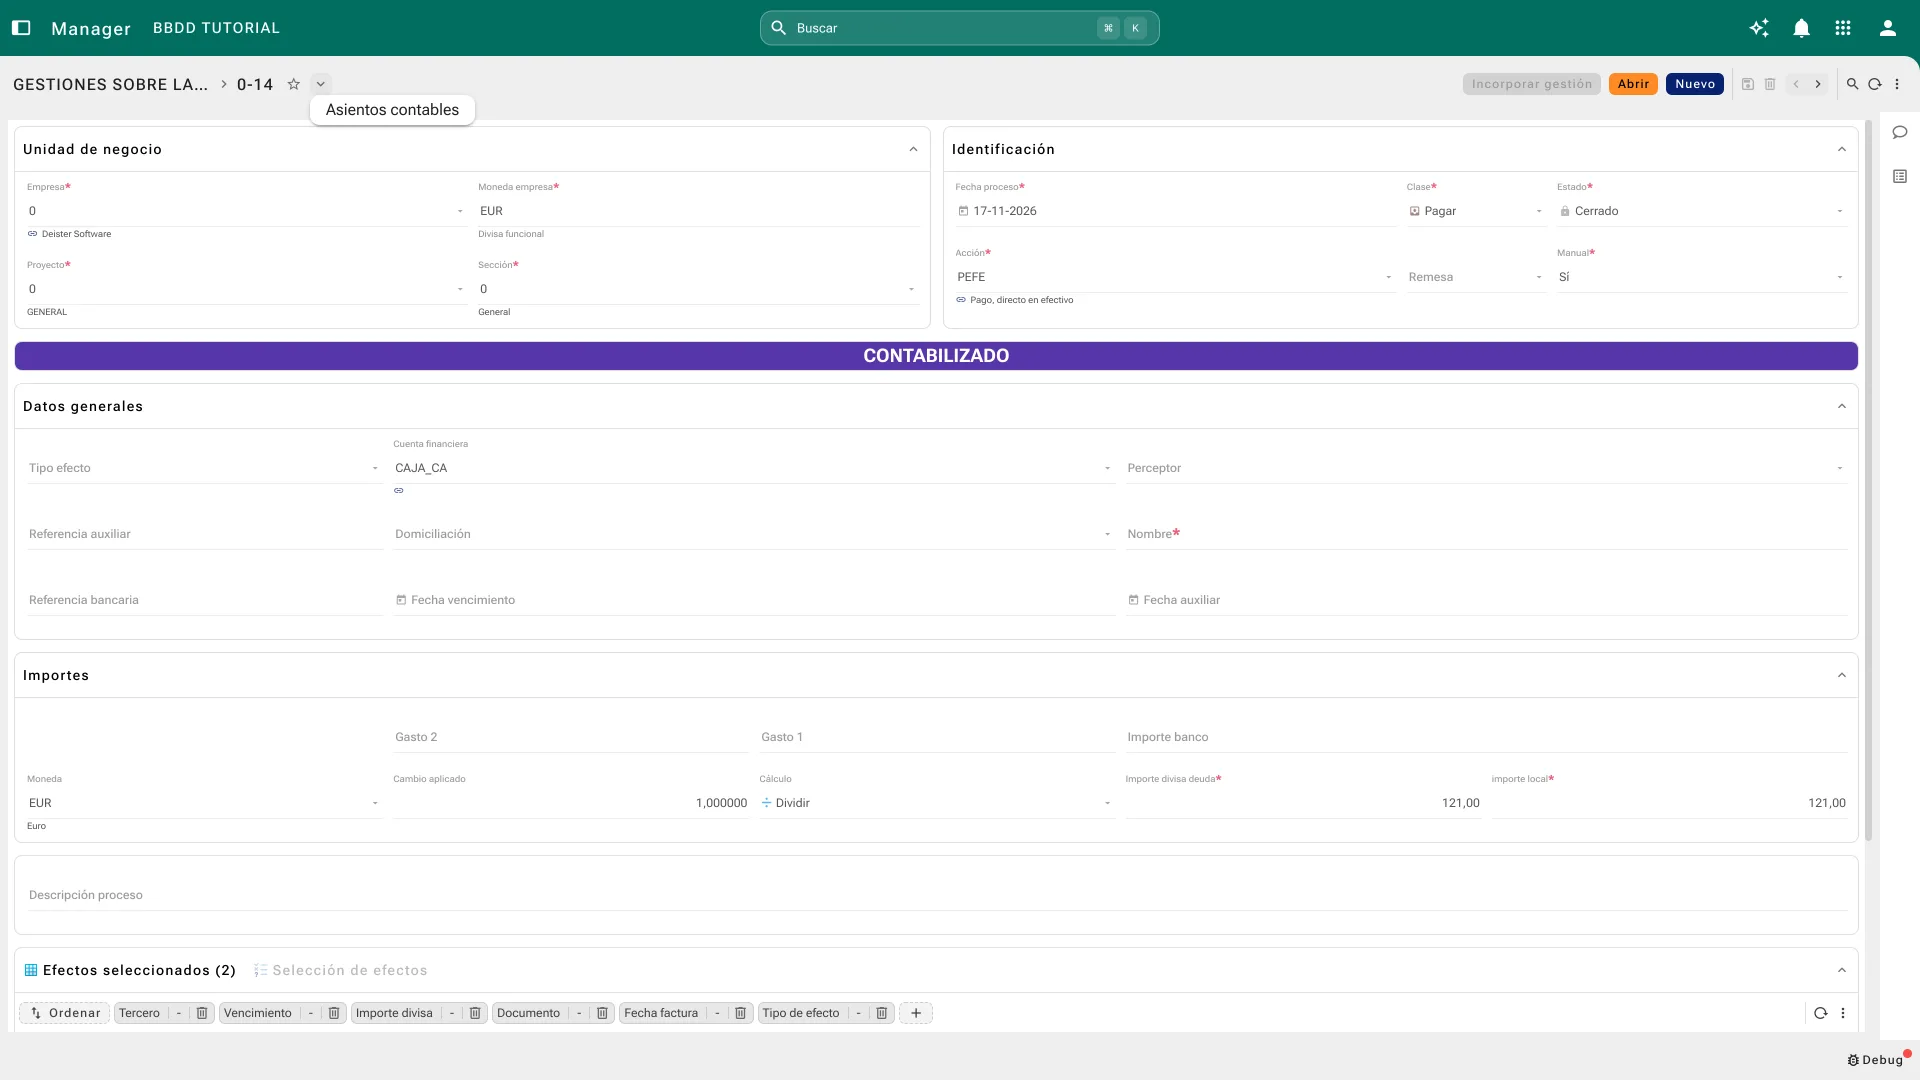 Manager BBDD TUTORIAL Buscar ⌘ K
GESTIONES SOBRE LA... 0-14 Incorporar gestión Abrir Nuevo
Asientos contables
Unidad de negocio
Empresa* Moneda empresa*
0 EUR
Deister Software Divisa funcional
Proyecto* Sección*
0 0
GENERAL General
Identificación
Fecha proceso* Clase* Estado*
17-11-2026 Pagar Cerrado
Acción* Manual*
PEFE Remesa Sí
Pago, directo en efectivo
CONTABILIZADO
Datos generales
Cuenta financiera
Tipo efecto CAJA_CA Perceptor
Referencia auxiliar Domiciliación Nombre*
Referencia bancaria Fecha vencimiento Fecha auxiliar
Importes
Gasto 2 Gasto 1 Importe banco
Moneda Cambio aplicado Cálculo Importe divisa deuda* importe local*
EUR 1,000000 Dividir 121,00 121,00
Euro
Descripción proceso
Efectos seleccionados (2) Selección de efectos
Ordenar Tercero - Vencimiento - Importe divisa - Documento - Fecha factura - Tipo de efecto - +
Debug